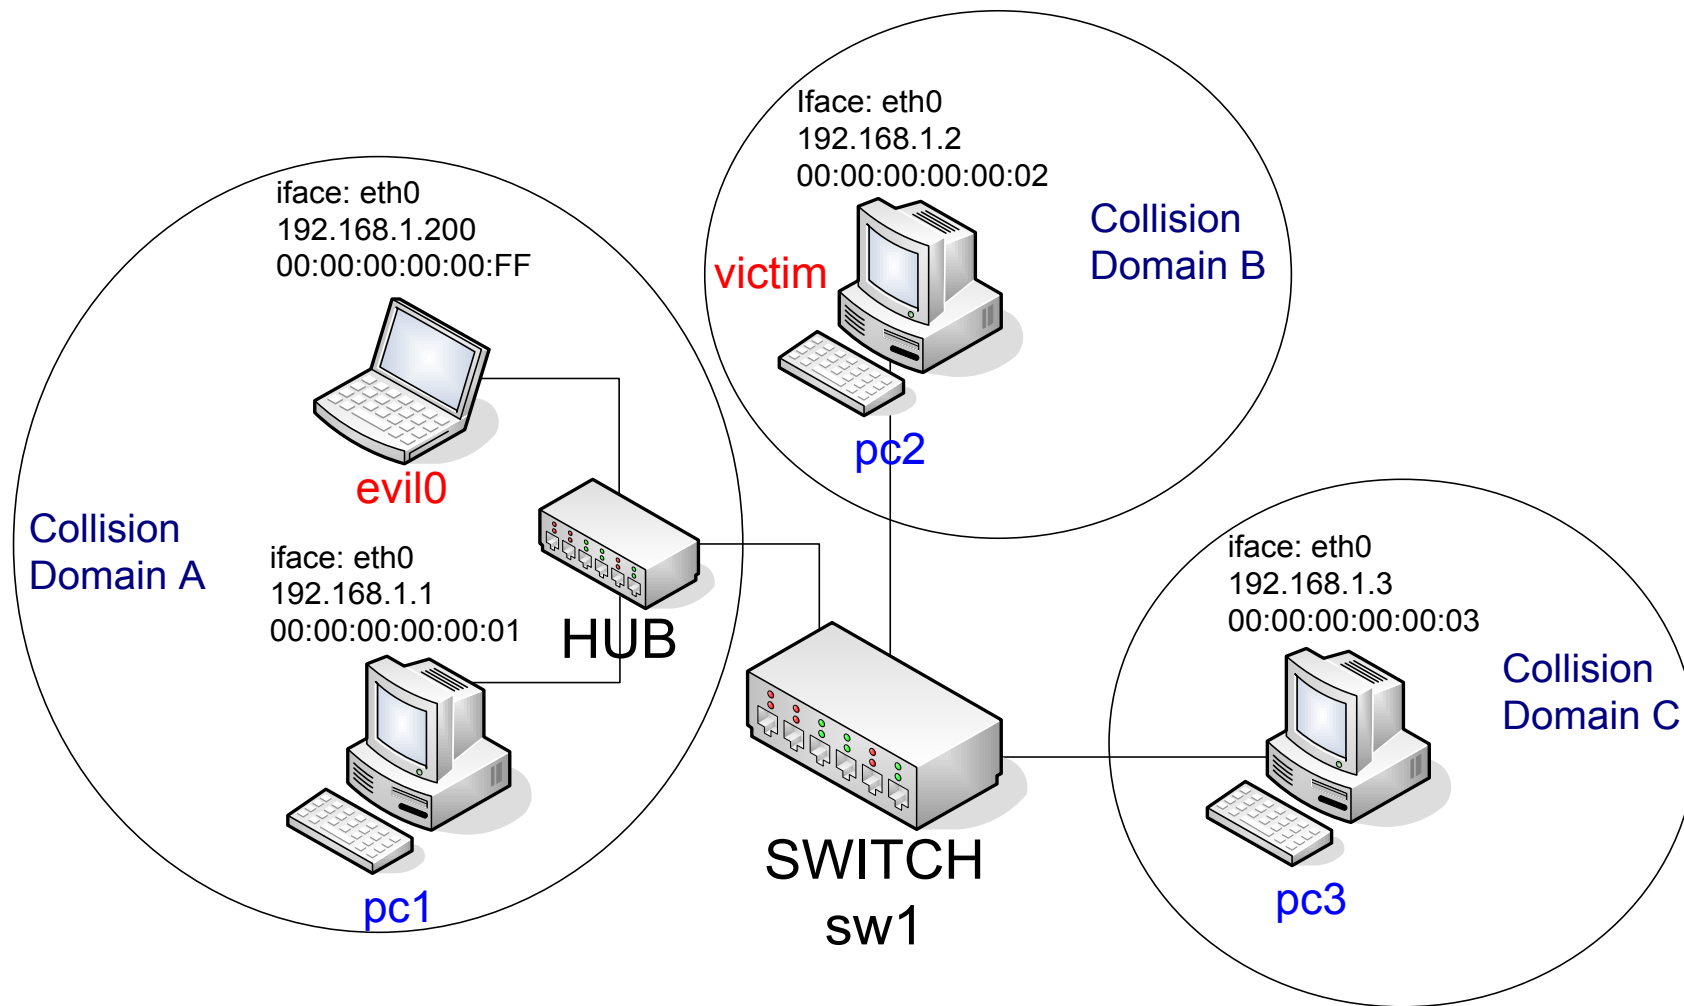 Iface: eth0
192.168.1.2
00:00:00:00:00:02
Collision
Domain B
victim
pc2
iface: eth0
192.168.1.200
00:00:00:00:00:FF
evil0
Collision
Domain A
iface: eth0
192.168.1.1
00:00:00:00:00:01
HUB
pc1
SWITCH
sw1
iface: eth0
192.168.1.3
00:00:00:00:00:03
Collision
Domain C
pc3